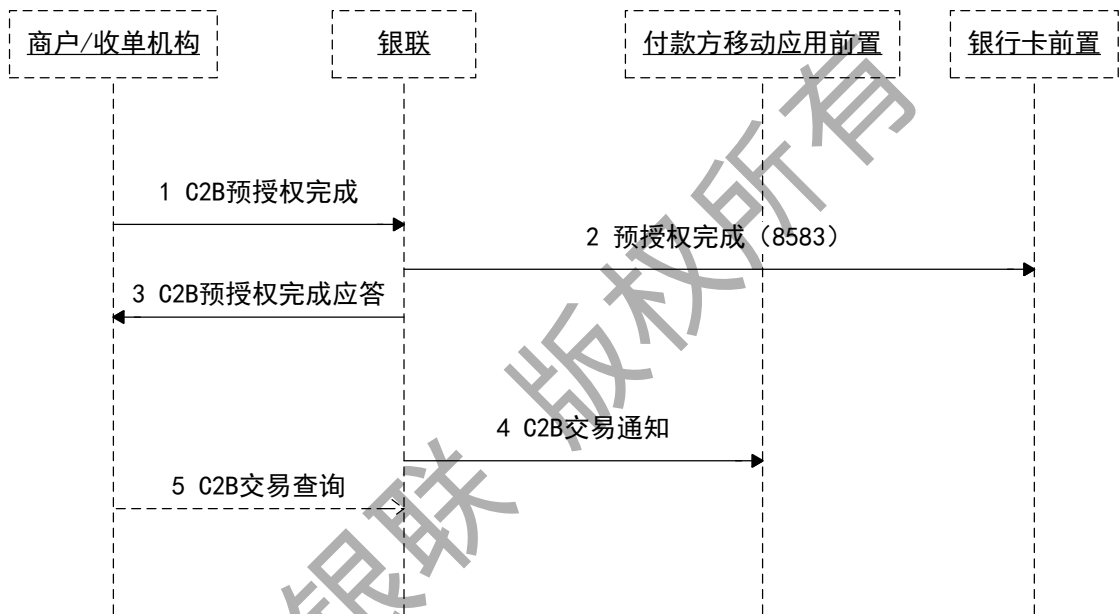 商户/收单机构
银联
付款方移动应用前置
银行卡前置
1 C2B预授权完成
2 预授权完成（8583）
3 C2B预授权完成应答
4 C2B交易通知
5 C2B交易查询
银联 版权所有